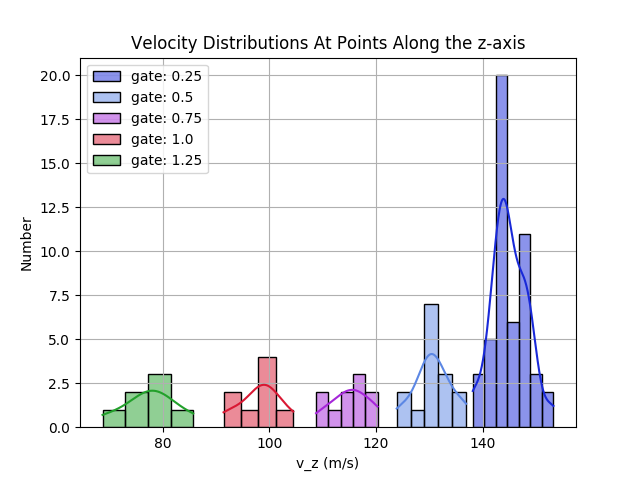 Velocity Distributions At Points Along the z-axis
gate: 0.25
gate: 0.5
gate: 0.75
gate: 1.0
gate: 1.25
20.0
17.5
15.0
12.5
10.0
7.5
5.0
2.5
0.0
Number
80 100 120 140
v_z (m/s)